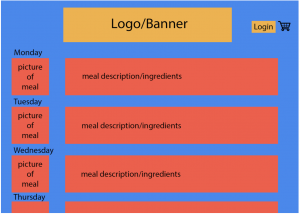 Logo/Banner
Login
Monday
picture
of
meal
meal description/ingredients
Tuesday
picture
of
meal
meal description/ingredients
Wednesday
picture
of
meal
meal description/ingredients
Thursday